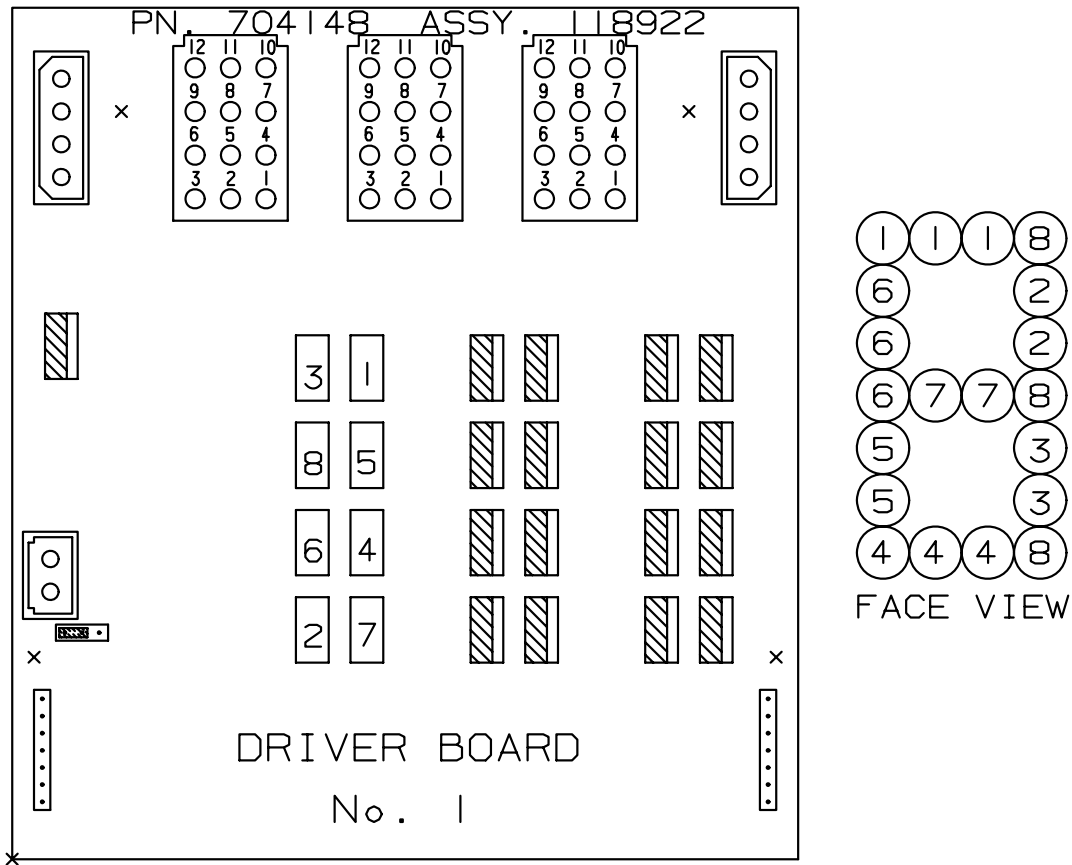 PN. 704148 ASSY. 118922
12 11 10 12 11 10 12 11 10
9 8 7 9 8 7 9 8 7
6 5 4 6 5 4 6 5 4
3 2 1 3 2 1 3 2 1
3 1
8 5
6 4
2 7
DRIVER BOARD
No. 1
1 1 1 8
6 2
6 2
6 7 7 8
5 3
5 3
4 4 4 8
FACE VIEW